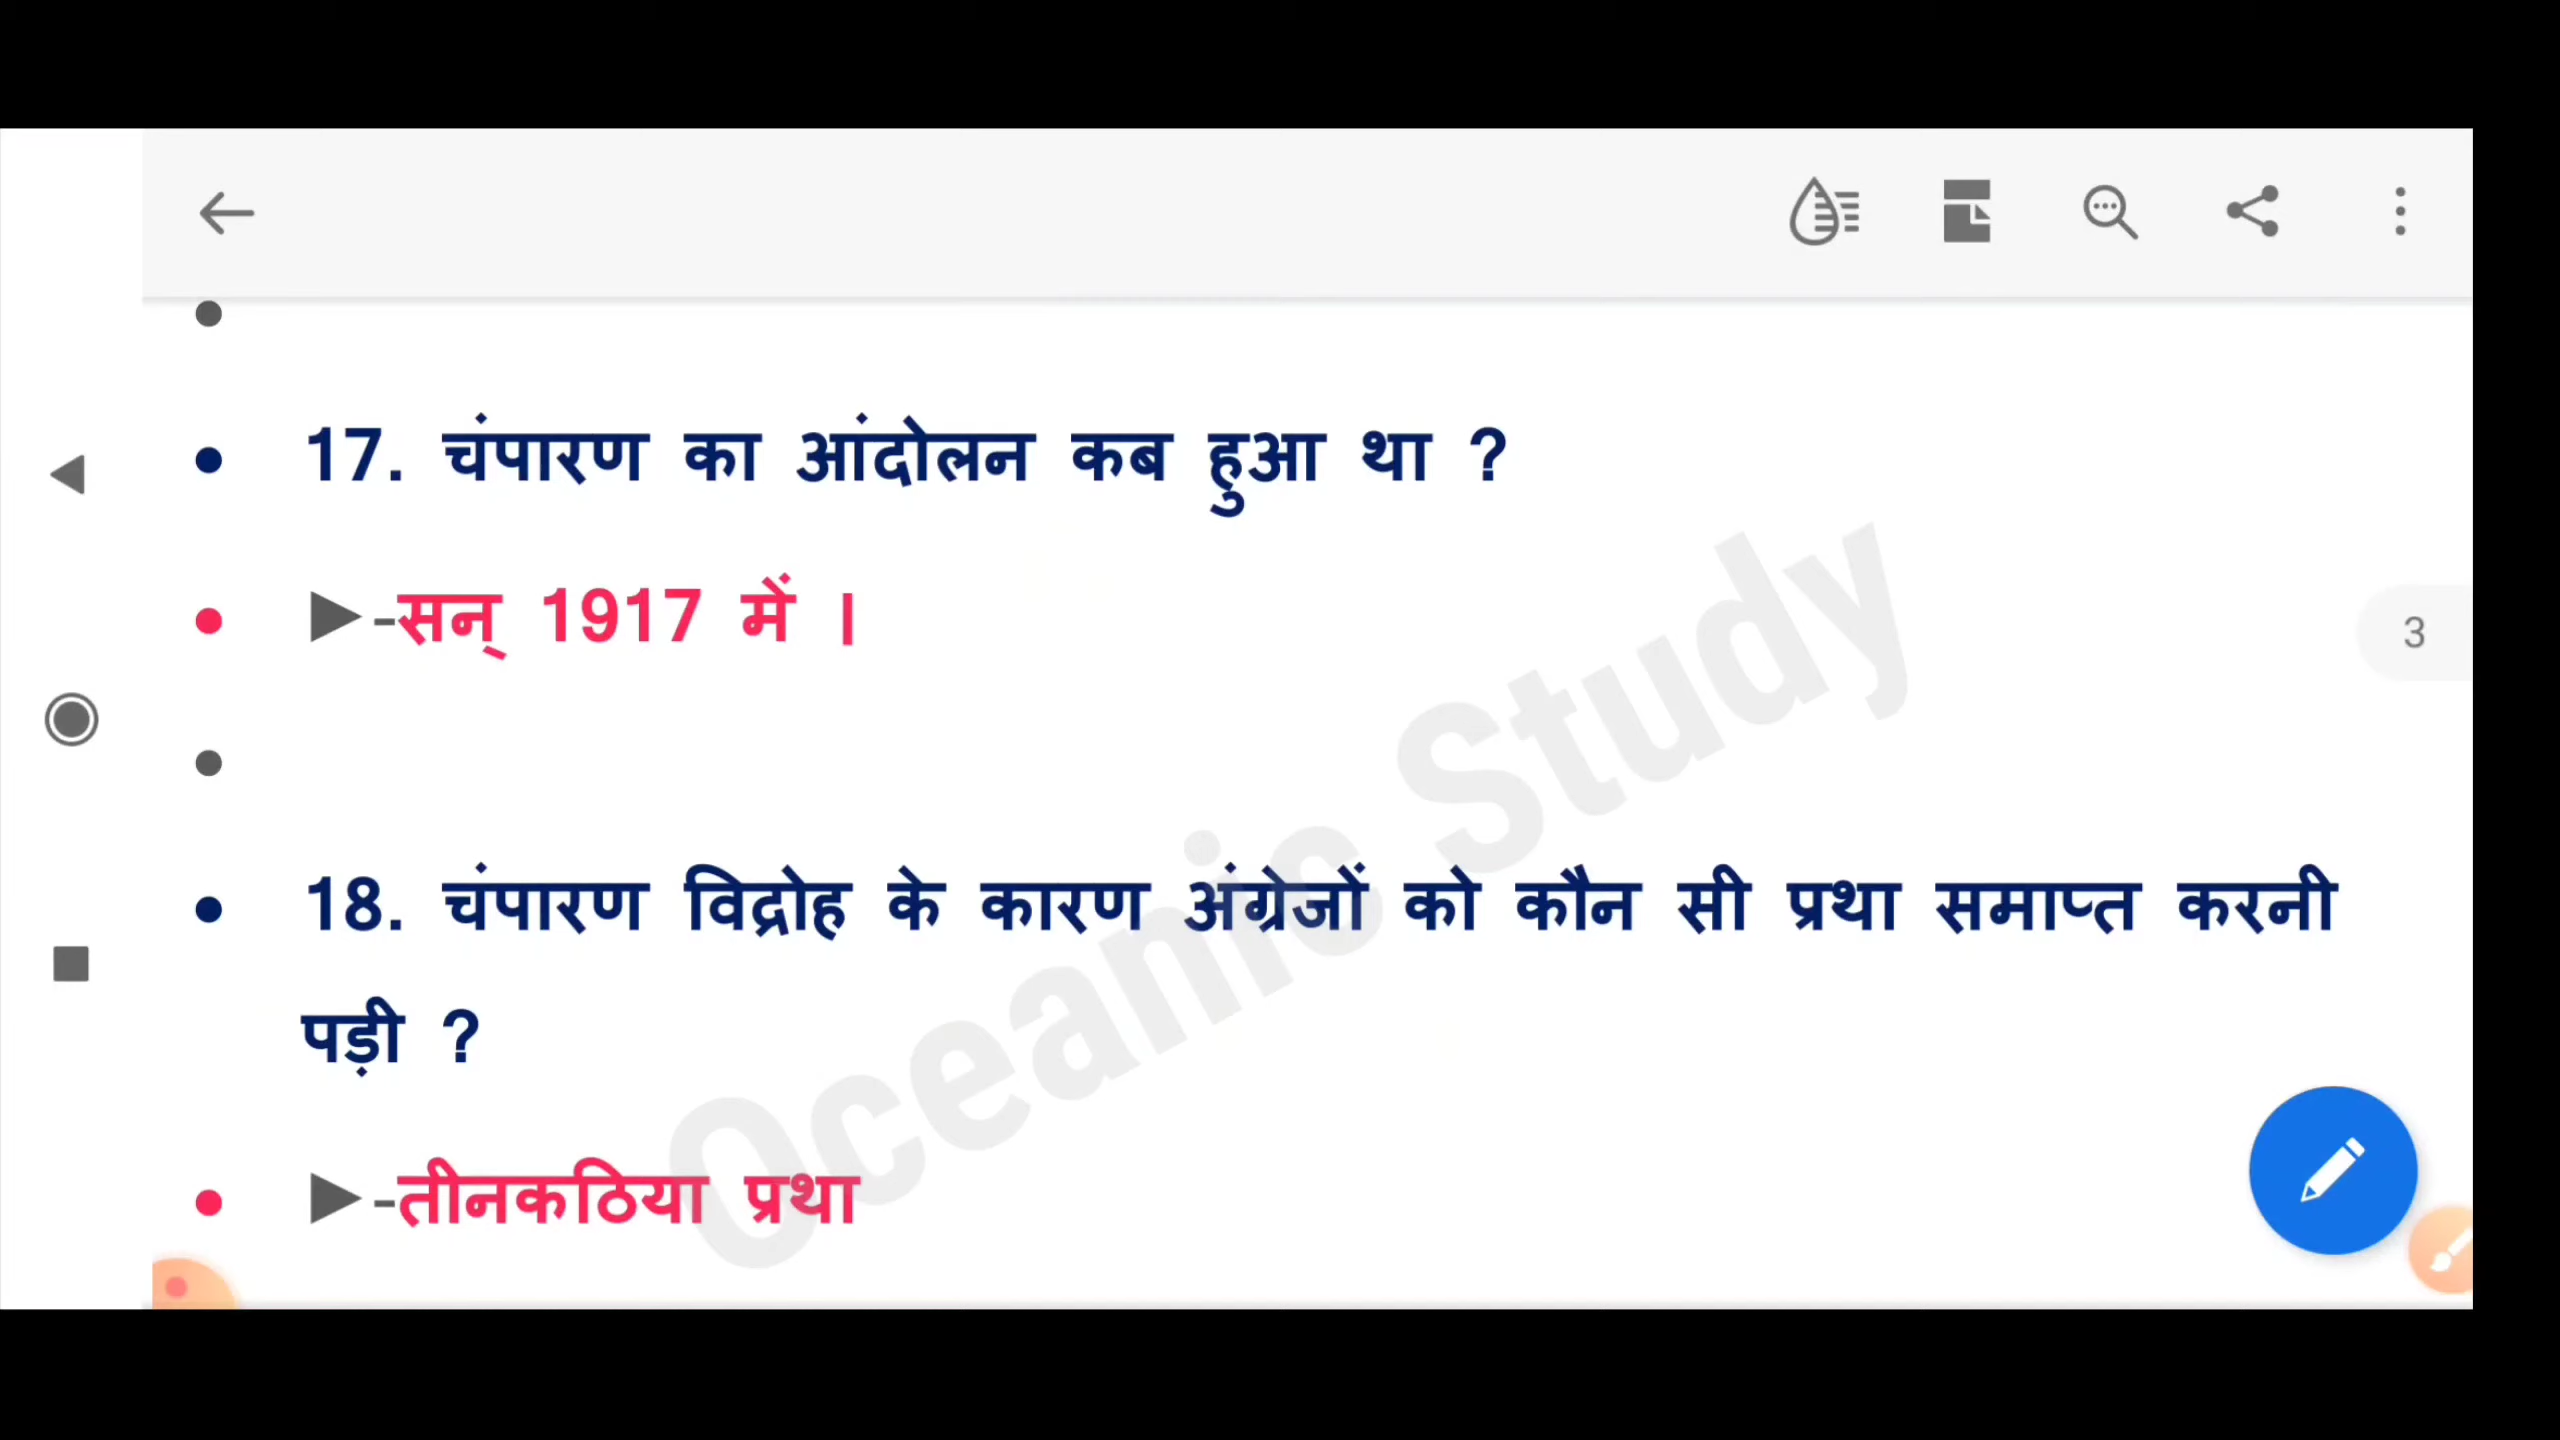 17. चंपारण का आंदोलन कब हुआ था ?
►-सन् 1917 में ।
3
18. चंपारण विद्रोह के कारण अंग्रेजों को कौन सी प्रथा समाप्त करनी
पड़ी ?
►-तीनकठिया प्रथा
Oceanic Study